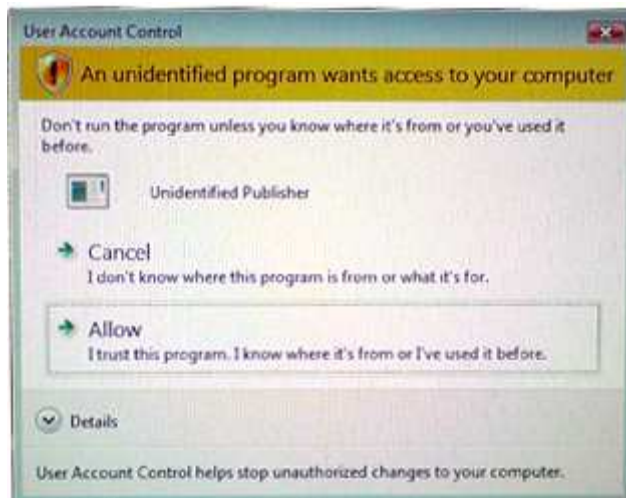 User Account Control
An unidentified program wants access to your computer
Don't run the program unless you know where it's from or you've used it
before.
Unidentified Publisher
Cancel
I don't know where this program is from or what it's for.
Allow
I trust this program. I know where it's from or I've used it before.
Details
User Account Control helps stop unauthorized changes to your computer.